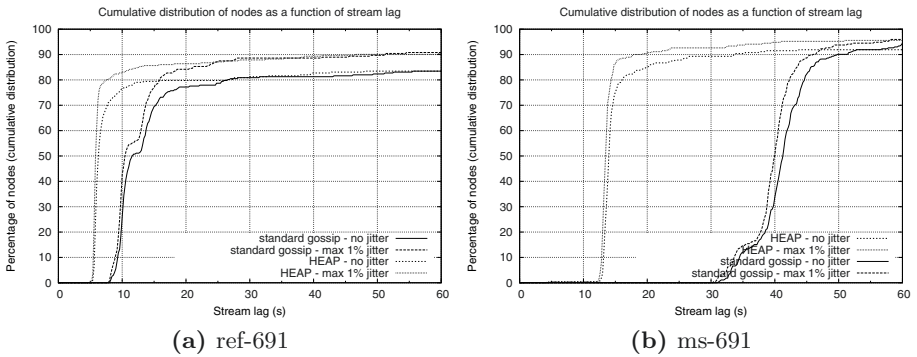 Cumulative distribution of nodes as a function of stream lag
Percentage of nodes (cumulative distribution)
100
90
80
70
60
50
40
30
20
10
0
standard gossip - no jitter
standard gossip - max 1% jitter
HEAP - no jitter
HEAP - max 1% jitter
0 10 20 30 40 50 60
Stream lag (s)
(a) ref-691
Cumulative distribution of nodes as a function of stream lag
Percentage of nodes (cumulative distribution)
100
90
80
70
60
50
40
30
20
10
0
HEAP - no jitter
HEAP - max 1% jitter
standard gossip - no jitter
standard gossip - max 1% jitter
0 10 20 30 40 50 60
Stream lag (s)
(b) ms-691